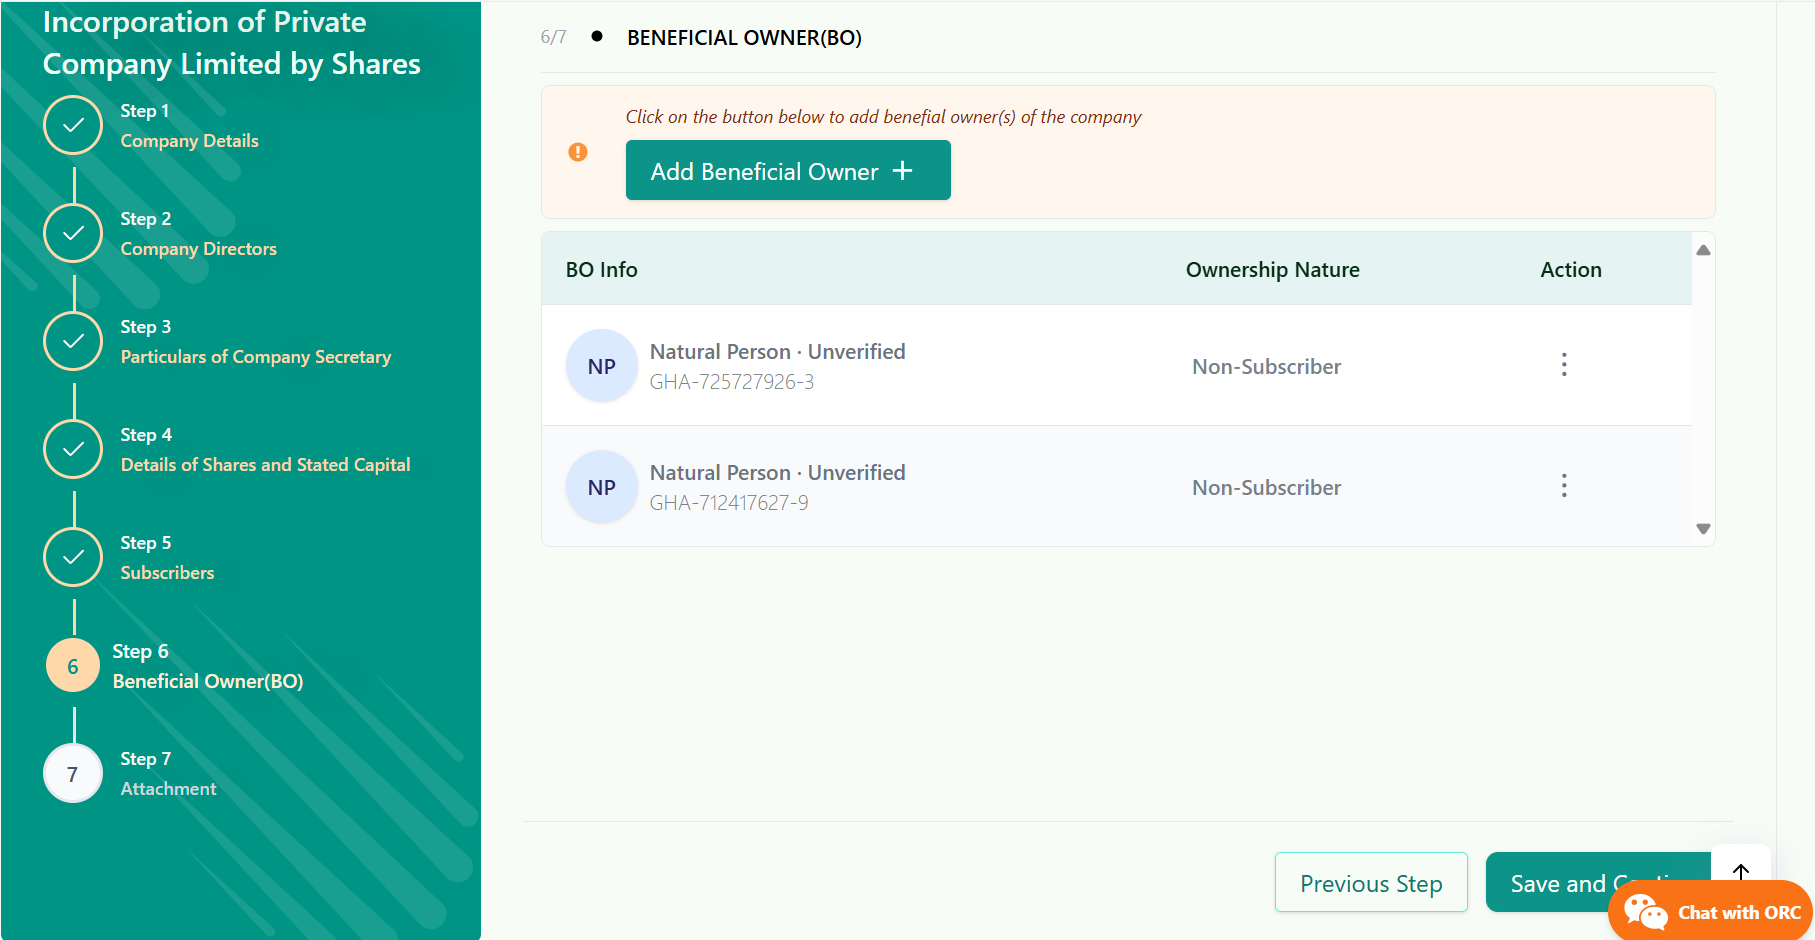 Incorporation of Private
Company Limited by Shares
Step 1
Company Details
Step 2
Company Directors
Step 3
Particulars of Company Secretary
Step 4
Details of Shares and Stated Capital
Step 5
Subscribers
6
Step 6
Beneficial Owner(BO)
7
Step 7
Attachment
6/7
BENEFICIAL OWNER(BO)
Click on the button below to add benefial owner(s) of the company
Add Beneficial Owner +
BO Info Ownership Nature Action
NP
Natural Person · Unverified
GHA-725727926-3
Non-Subscriber
NP
Natural Person · Unverified
GHA-712417627-9
Non-Subscriber
Previous Step
Save and
Chat with ORC